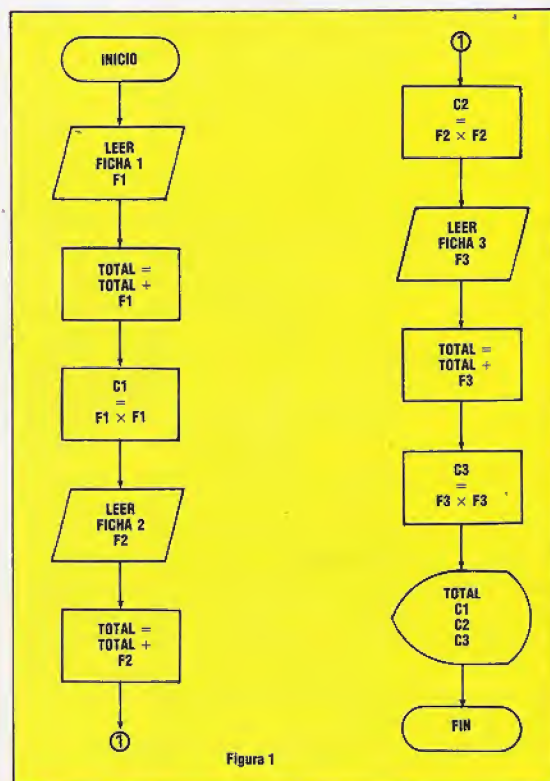 INICIO
LEER
FICHA 1
F1
TOTAL =
TOTAL +
F1
C1
=
F1 × F1
LEER
FICHA 2
F2
TOTAL =
TOTAL +
F2
1
1
C2
=
F2 × F2
LEER
FICHA 3
F3
TOTAL =
TOTAL +
F3
C3
=
F3 × F3
TOTAL
C1
C2
C3
FIN
Figura 1